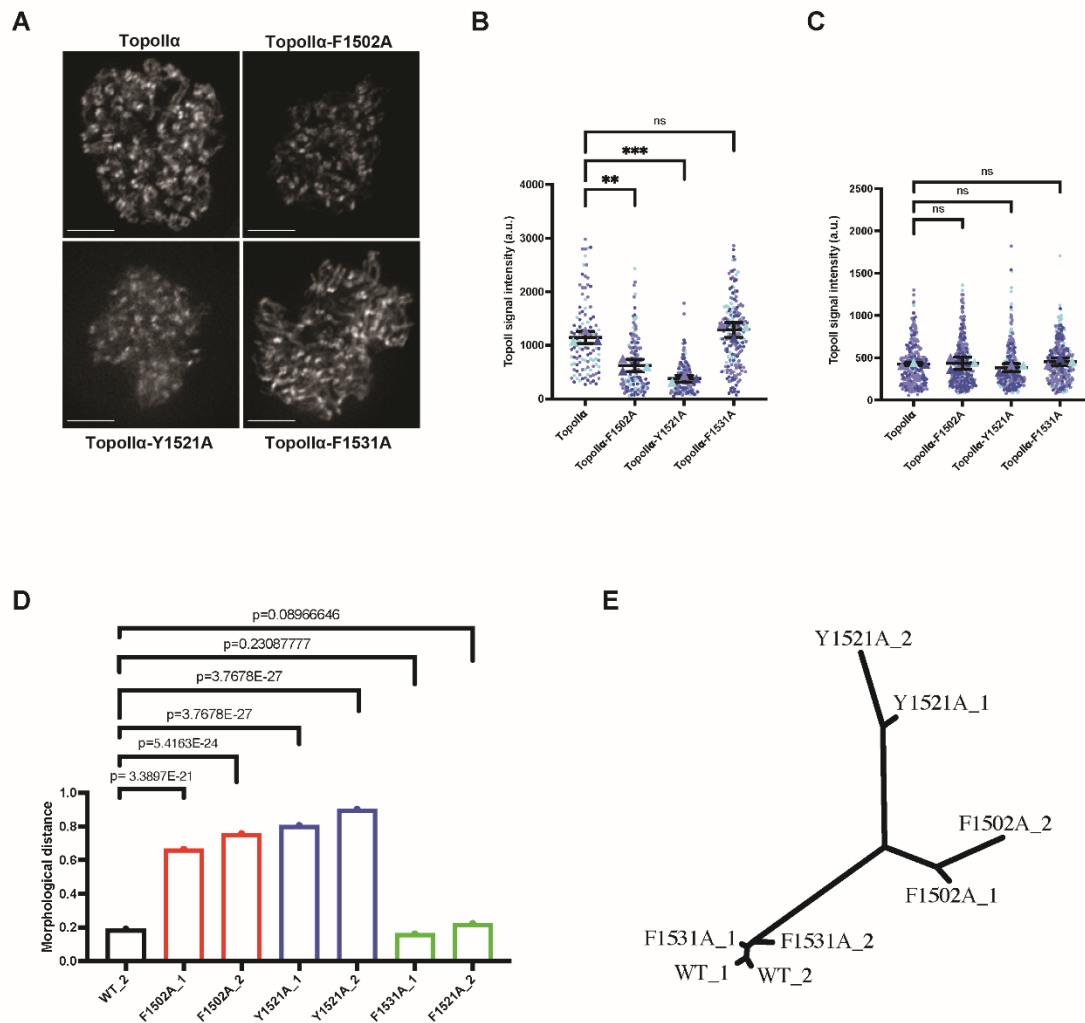 A
TopoIIα
TopoIIα-F1502A
TopoIIα-Y1521A
TopoIIα-F1531A
B
ns
***
**
TopoII signal intensity (a.u.)
4000
3000
2000
1000
0
TopoIIα
TopoIIα-F1502A
TopoIIα-Y1521A
TopoIIα-F1531A
C
ns
ns
ns
TopoII signal intensity (a.u.)
2500
2000
1500
1000
500
0
TopoIIα
TopoIIα-F1502A
TopoIIα-Y1521A
TopoIIα-F1531A
D
p=0.08966646
p=0.23087777
p=3.7678E-27
p=3.7678E-27
p=5.4163E-24
p= 3.3897E-21
Morphological distance
1.0
0.8
0.6
0.4
0.2
0.0
WT_2
F1502A_1
F1502A_2
Y1521A_1
Y1521A_2
F1531A_1
F1521A_2
E
Y1521A_2
Y1521A_1
F1502A_2
F1502A_1
F1531A_1
F1531A_2
WT_1
WT_2